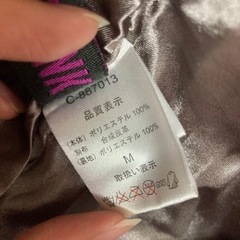 C-867013
品質表示
(本体) ポリエステル 100%
別布 合成皮革
(裏地) ポリエステル 100%
M
取扱い表示